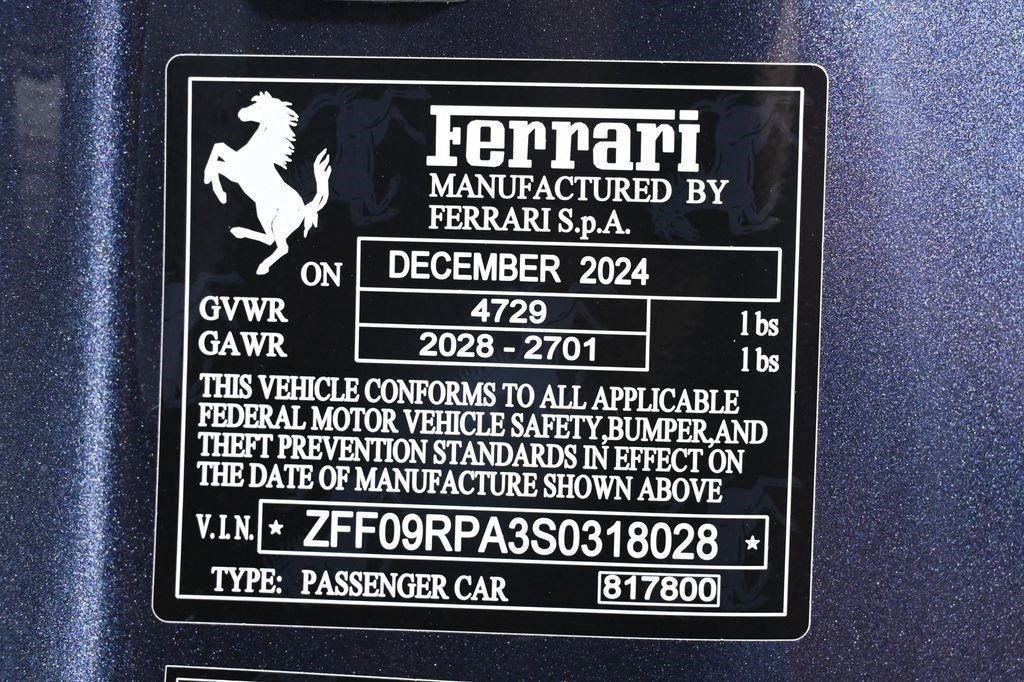 Ferrari
MANUFACTURED BY
FERRARI S.p.A.
ON DECEMBER 2024
GVWR 4729 lbs
GAWR 2028 - 2701 lbs
THIS VEHICLE CONFORMS TO ALL APPLICABLE
FEDERAL MOTOR VEHICLE SAFETY,BUMPER,AND
THEFT PREVENTION STANDARDS IN EFFECT ON
THE DATE OF MANUFACTURE SHOWN ABOVE
V.I.N. ★ ZFF09RPA3S0318028 ★
TYPE: PASSENGER CAR 817800